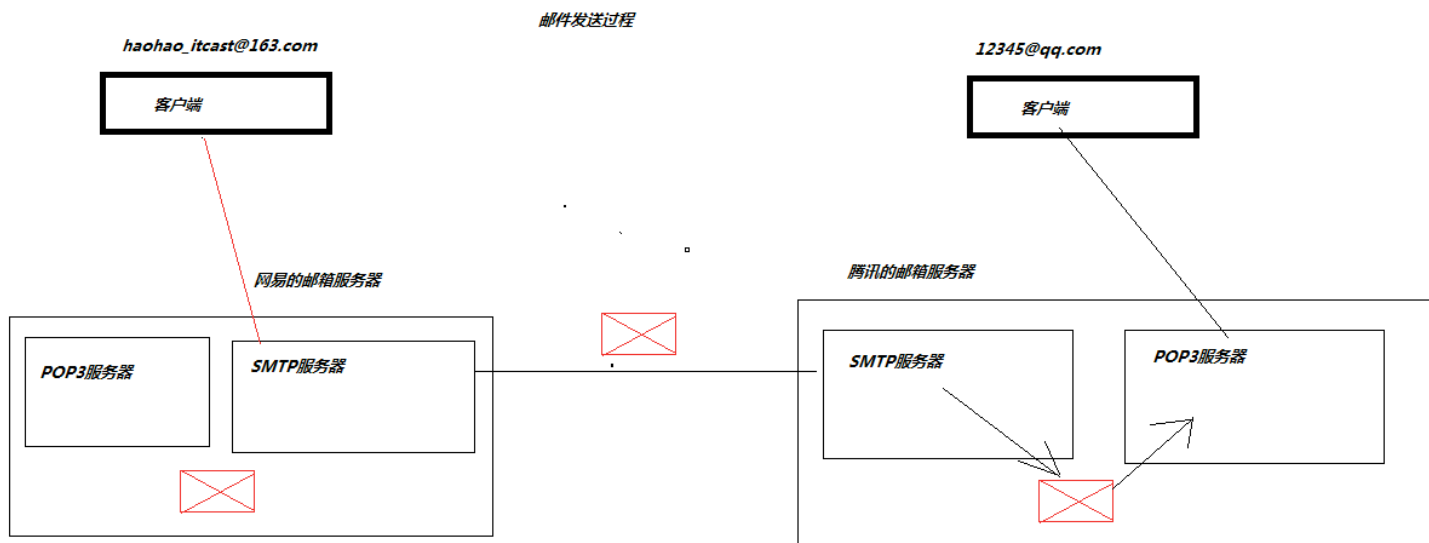 邮件发送过程
haohao_itcast@163.com
12345@qq.com
客户端
客户端
网易的邮箱服务器
腾讯的邮箱服务器
POP3服务器
SMTP服务器
SMTP服务器
POP3服务器